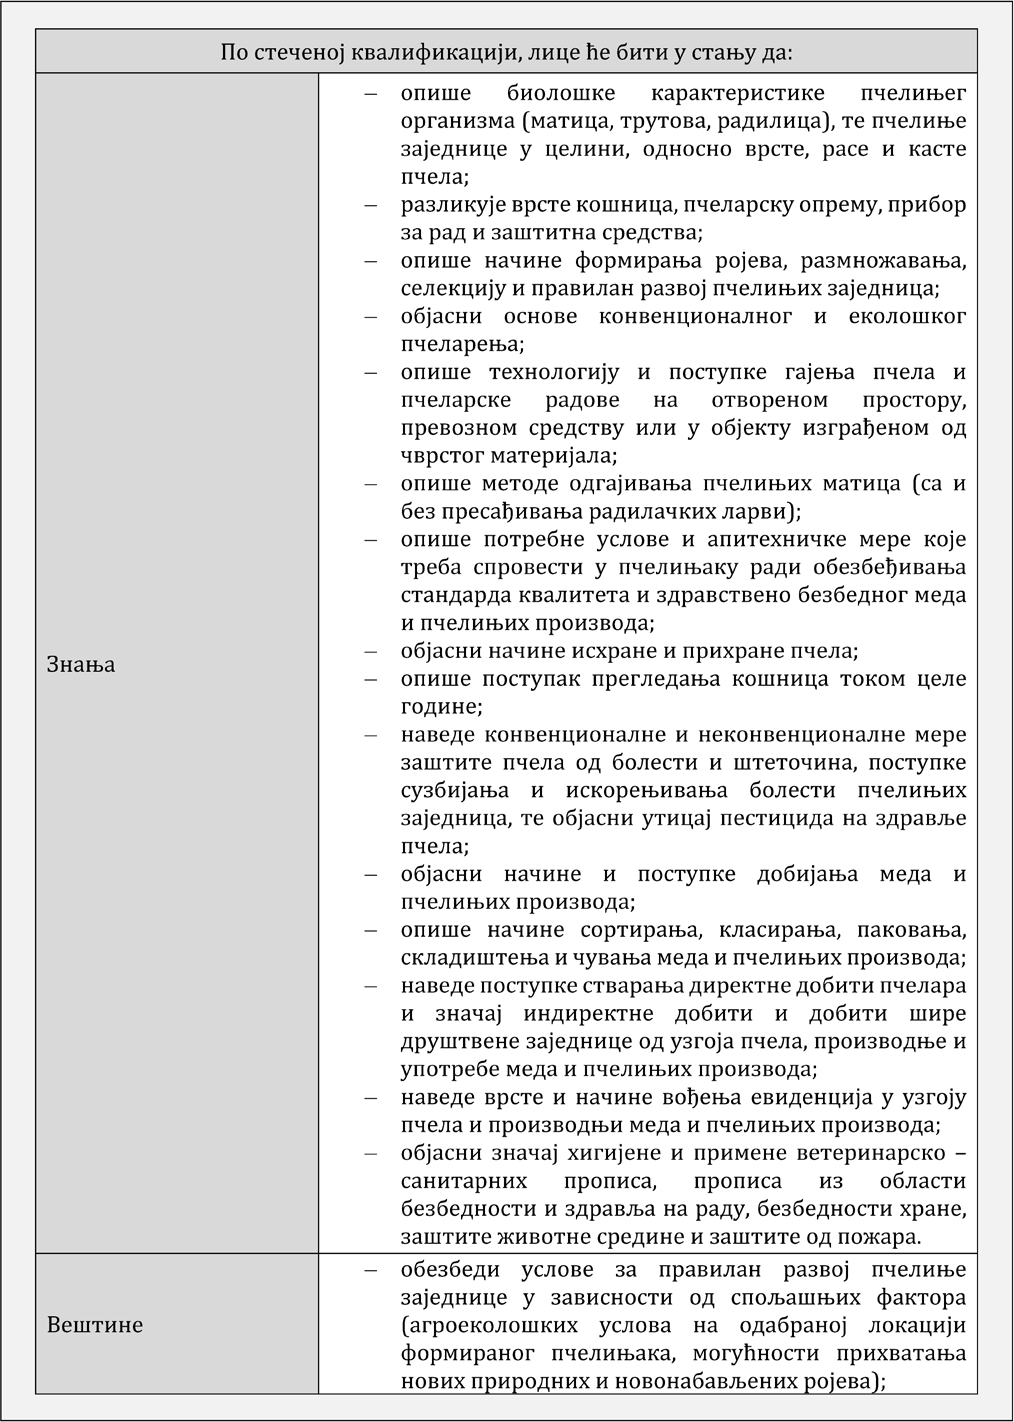 По стеченој квалификацији, лице ће бити у стању да:
Знања
– опише биолошке карактеристике пчелињег
организма (матица, трутова, радилица), те пчелиње
заједнице у целини, односно врсте, расе и касте
пчела;
– разликује врсте кошница, пчеларску опрему, прибор
за рад и заштитна средства;
– опише начине формирања ројева, размножавања,
селекцију и правилан развој пчелињих заједница;
– објасни основе конвенционалног и еколошког
пчеларења;
– опише технологију и поступке гајења пчела и
пчеларске радове на отвореном простору,
превозном средству или у објекту изграђеном од
чврстог материјала;
– опише методе одгајивања пчелињих матица (са и
без пресађивања радилачких ларви);
– опише потребне услове и апитехничке мере које
треба спровести у пчелињаку ради обезбеђивања
стандарда квалитета и здравствено безбедног меда
и пчелињих производа;
– објасни начине исхране и прихране пчела;
– опише поступак прегледања кошница током целе
године;
– наведе конвенционалне и неконвенционалне мере
заштите пчела од болести и штеточина, поступке
сузбијања и искорењивања болести пчелињих
заједница, те објасни утицај пестицида на здравље
пчела;
– објасни начине и поступке добијања меда и
пчелињих производа;
– опише начине сортирања, класирања, паковања,
складиштења и чувања меда и пчелињих производа;
– наведе поступке стварања директне добити пчелара
и значај индиректне добити и добити шире
друштвене заједнице од узгоја пчела, производње и
употребе меда и пчелињих производа;
– наведе врсте и начине вођења евиденција у узгоју
пчела и производњи меда и пчелињих производа;
– објасни значај хигијене и примене ветеринарско –
санитарних прописа, прописа из области
безбедности и здравља на раду, безбедности хране,
заштите животне средине и заштите од пожара.
Вештине
– обезбеди услове за правилан развој пчелиње
заједнице у зависности од спољашњих фактора
(агроеколошких услова на одабраној локацији
формираног пчелињака, могућности прихватања
нових природних и новонабављених ројева);